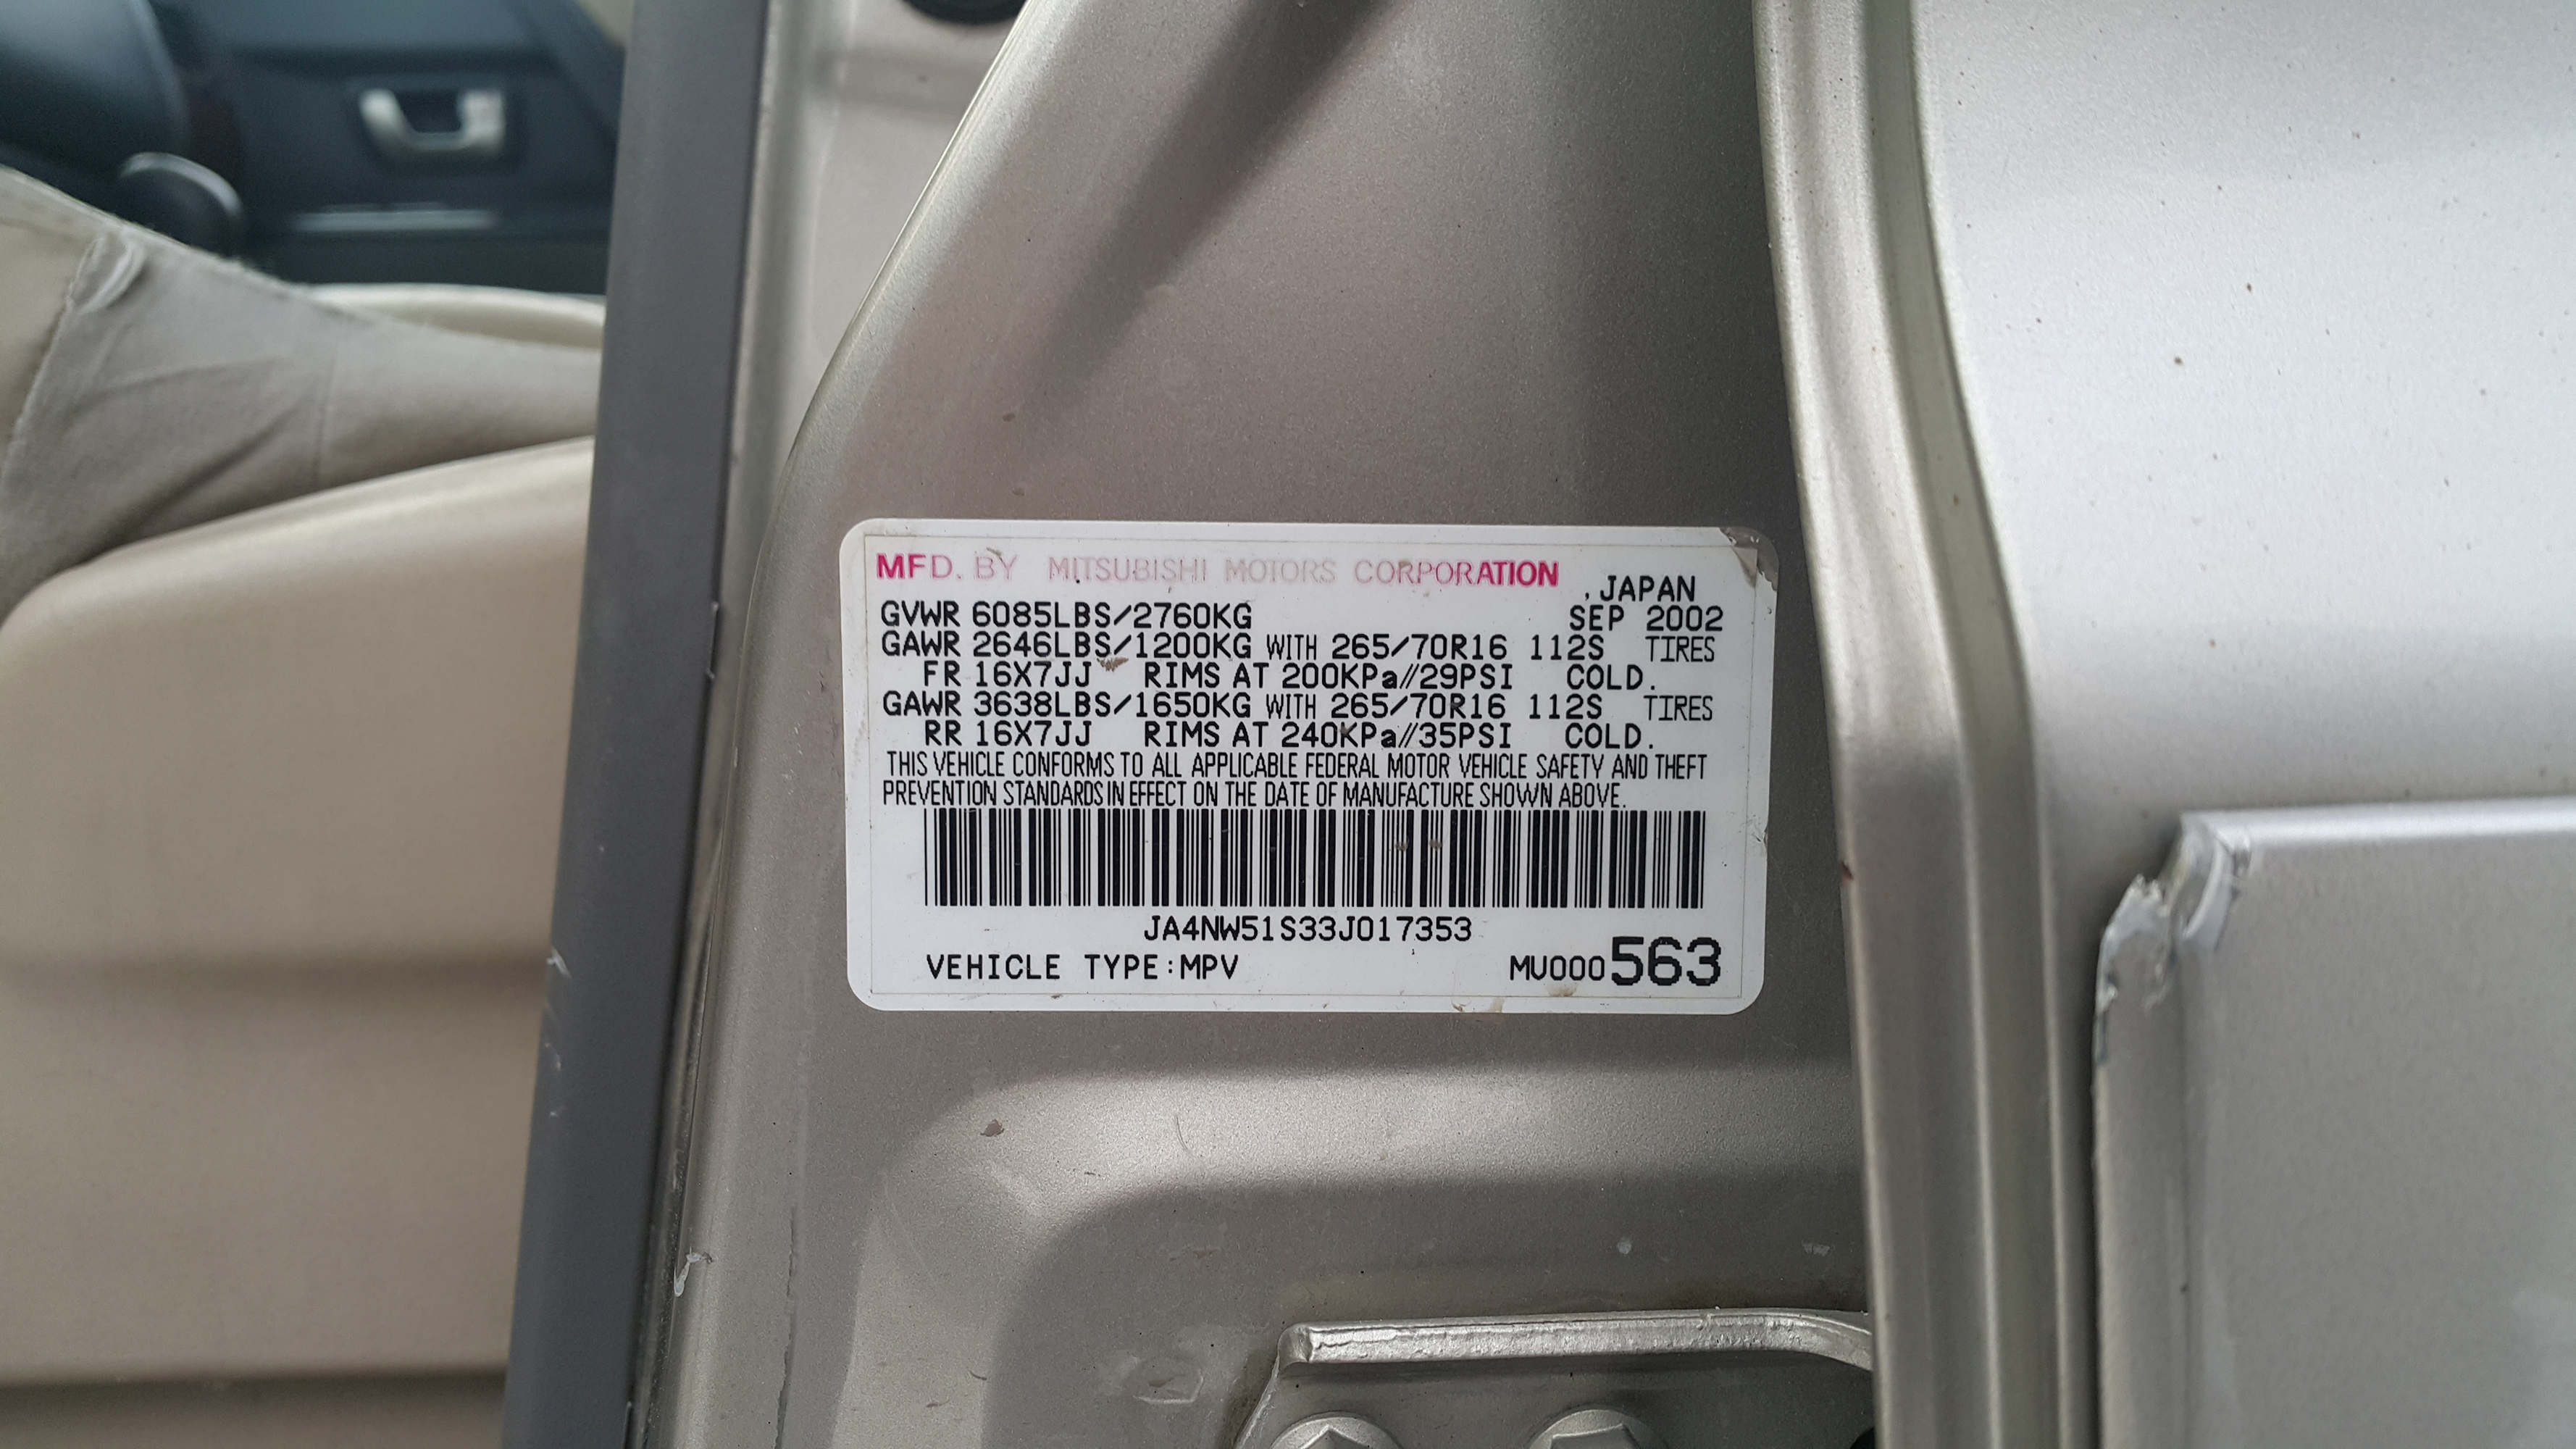 MFD. BY MITSUBISHI MOTORS CORPORATION
, JAPAN
GVWR 6085LBS/2760KG SEP 2002
GAWR 2646LBS/1200KG WITH 265/70R16 112S TIRES
FR 16X7JJ RIMS AT 200KPa//29PSI COLD.
GAWR 3638LBS/1650KG WITH 265/70R16 112S TIRES
RR 16X7JJ RIMS AT 240KPa//35PSI COLD.
THIS VEHICLE CONFORMS TO ALL APPLICABLE FEDERAL MOTOR VEHICLE SAFETY AND THEFT
PREVENTION STANDARDS IN EFFECT ON THE DATE OF MANUFACTURE SHOWN ABOVE.
JA4NW51S33J017353
VEHICLE TYPE:MPV MU000563